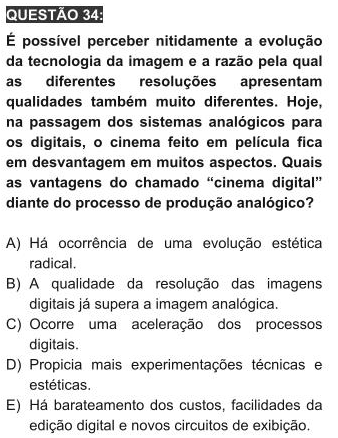 QUESTÃO 34:
É possível perceber nitidamente a evolução
da tecnologia da imagem e a razão pela qual
as diferentes resoluções apresentam
qualidades também muito diferentes. Hoje,
na passagem dos sistemas analógicos para
os digitais, o cinema feito em película fica
em desvantagem em muitos aspectos. Quais
as vantagens do chamado “cinema digital”
diante do processo de produção analógico?
A) Há ocorrência de uma evolução estética
radical.
B) A qualidade da resolução das imagens
digitais já supera a imagem analógica.
C) Ocorre uma aceleração dos processos
digitais.
D) Propicia mais experimentações técnicas e
estéticas.
E) Há barateamento dos custos, facilidades da
edição digital e novos circuitos de exibição.